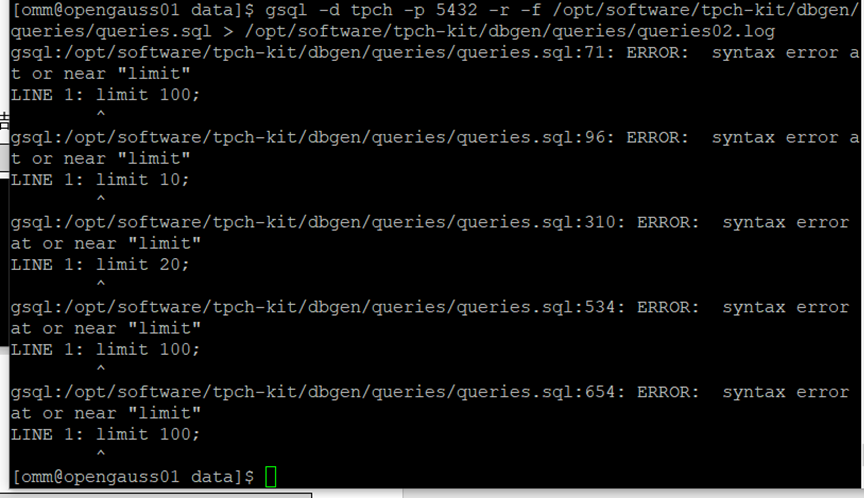 [omm@opengauss01 data]$ gsql -d tpch -p 5432 -r -f /opt/software/tpch-kit/dbgen/
queries/queries.sql > /opt/software/tpch-kit/dbgen/queries/queries02.log
gsql:/opt/software/tpch-kit/dbgen/queries/queries.sql:71: ERROR:  syntax error a
t or near "limit"
LINE 1: limit 100;
        ^
gsql:/opt/software/tpch-kit/dbgen/queries/queries.sql:96: ERROR:  syntax error a
t or near "limit"
LINE 1: limit 10;
        ^
gsql:/opt/software/tpch-kit/dbgen/queries/queries.sql:310: ERROR:  syntax error
at or near "limit"
LINE 1: limit 20;
        ^
gsql:/opt/software/tpch-kit/dbgen/queries/queries.sql:534: ERROR:  syntax error
at or near "limit"
LINE 1: limit 100;
        ^
gsql:/opt/software/tpch-kit/dbgen/queries/queries.sql:654: ERROR:  syntax error
at or near "limit"
LINE 1: limit 100;
        ^
[omm@opengauss01 data]$